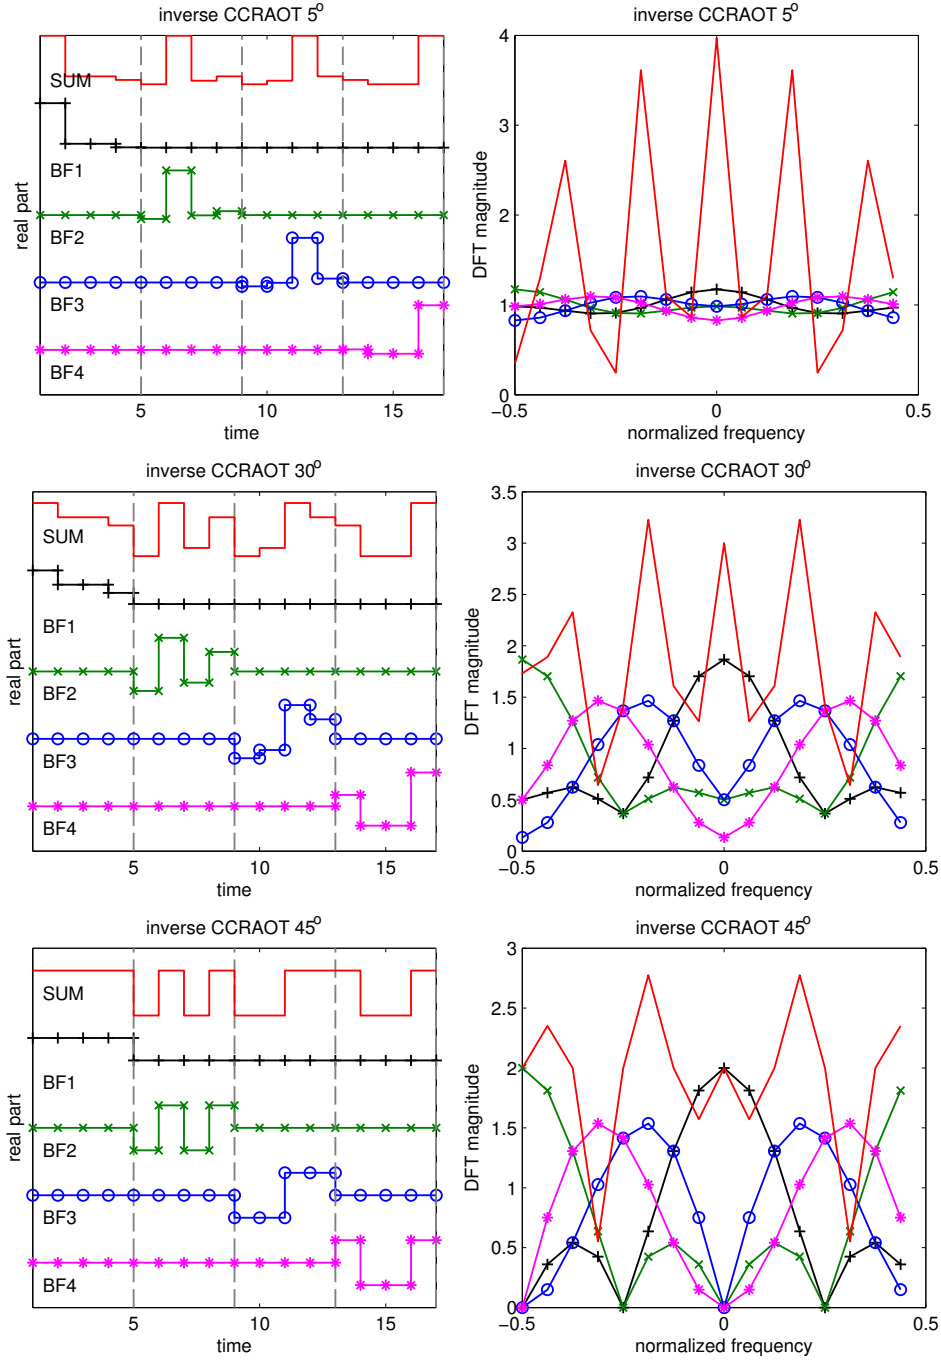 inverse CCRAOT 5°
SUM
BF1
BF2
BF3
BF4
real part
5
10
15
time
inverse CCRAOT 5°
4
3
2
1
0
DFT magnitude
−0.5
0
0.5
normalized frequency
inverse CCRAOT 30°
SUM
BF1
BF2
BF3
BF4
real part
5
10
15
time
inverse CCRAOT 30°
3.5
3
2.5
2
1.5
1
0.5
0
DFT magnitude
−0.5
0
0.5
normalized frequency
inverse CCRAOT 45°
SUM
BF1
BF2
BF3
BF4
real part
5
10
15
time
inverse CCRAOT 45°
3
2.5
2
1.5
1
0.5
0
DFT magnitude
−0.5
0
0.5
normalized frequency